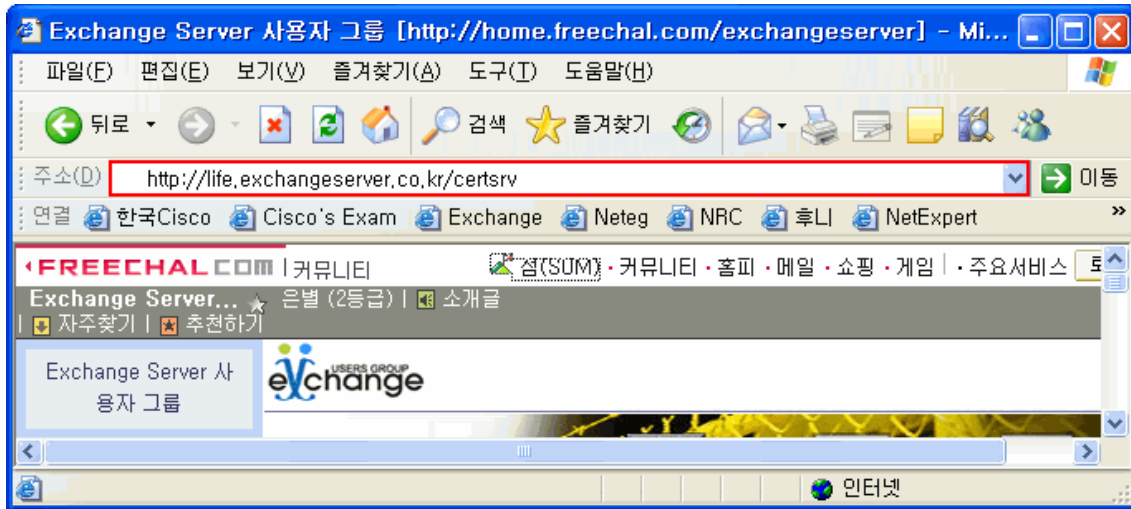 Exchange Server 사용자 그룹 [http://home.freechal.com/exchangeserver] - Mi...
파일(F) 편집(E) 보기(V) 즐겨찾기(A) 도구(T) 도움말(H)
뒤로 검색 즐겨찾기
주소(D) http://life.exchangeserver.co.kr/certsrv 이동
연결 한국Cisco Cisco's Exam Exchange Neteg NRC 후니 NetExpert »
FREECHAL COM | 커뮤니티 섬(SUM) · 커뮤니티 · 홈피 · 메일 · 쇼핑 · 게임 | · 주요서비스
Exchange Server... ★ 은별 (2등급) | 소개글
| 자주찾기 | ★ 추천하기
Exchange Server 사
용자 그룹
USERS GROUP
exchange
인터넷